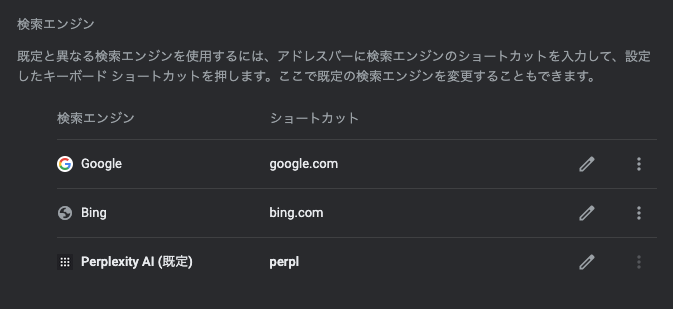 検索エンジン
既定と異なる検索エンジンを使用するには、アドレスバーに検索エンジンのショートカットを入力して、設定
したキーボード ショートカットを押します。ここで既定の検索エンジンを変更することもできます。
検索エンジン ショートカット
Google google.com
Bing bing.com
Perplexity AI (既定) perpl